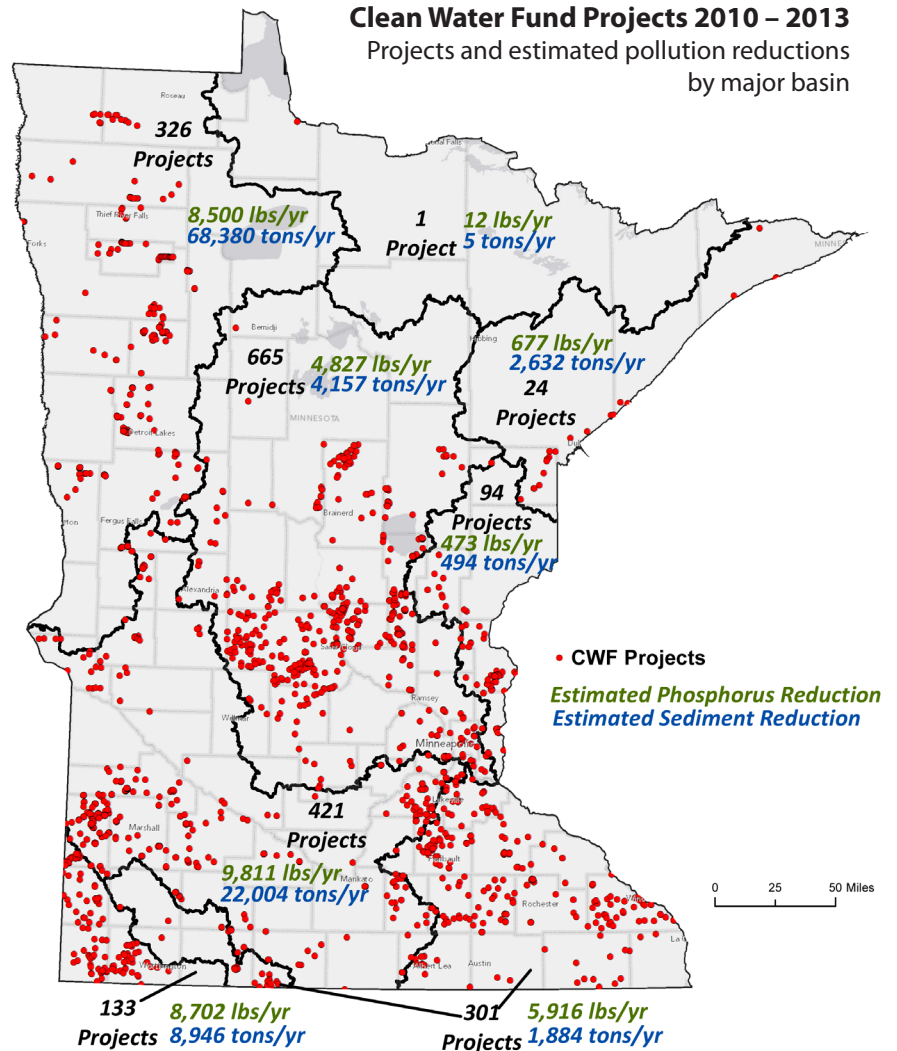 Clean Water Fund Projects 2010 – 2013
Projects and estimated pollution reductions
by major basin
Roseau
326
Projects
Thief River Falls
8,500 lbs/yr
68,380 tons/yr
Forks
1
Project
12 lbs/yr
5 tons/yr
MINNES
Bemidji
Hibbing
677 lbs/yr
2,632 tons/yr
24
Projects
665
Projects
4,827 lbs/yr
4,157 tons/yr
MINNESOTA
Detroit Lakes
Dul
94
Projects
473 lbs/yr
494 tons/yr
Brainerd
Fergus Falls
Alexandria
CWF Projects
Estimated Phosphorus Reduction
Estimated Sediment Reduction
Ramsey
Willmar
Minneapolis
421
Projects
Marshall
Faribault
9,811 lbs/yr
22,004 tons/yr
Mankato
Rochester
0 25 50 Miles
Worthington
Albert Lea
Austin
133
Projects
8,702 lbs/yr
8,946 tons/yr
301
Projects
5,916 lbs/yr
1,884 tons/yr